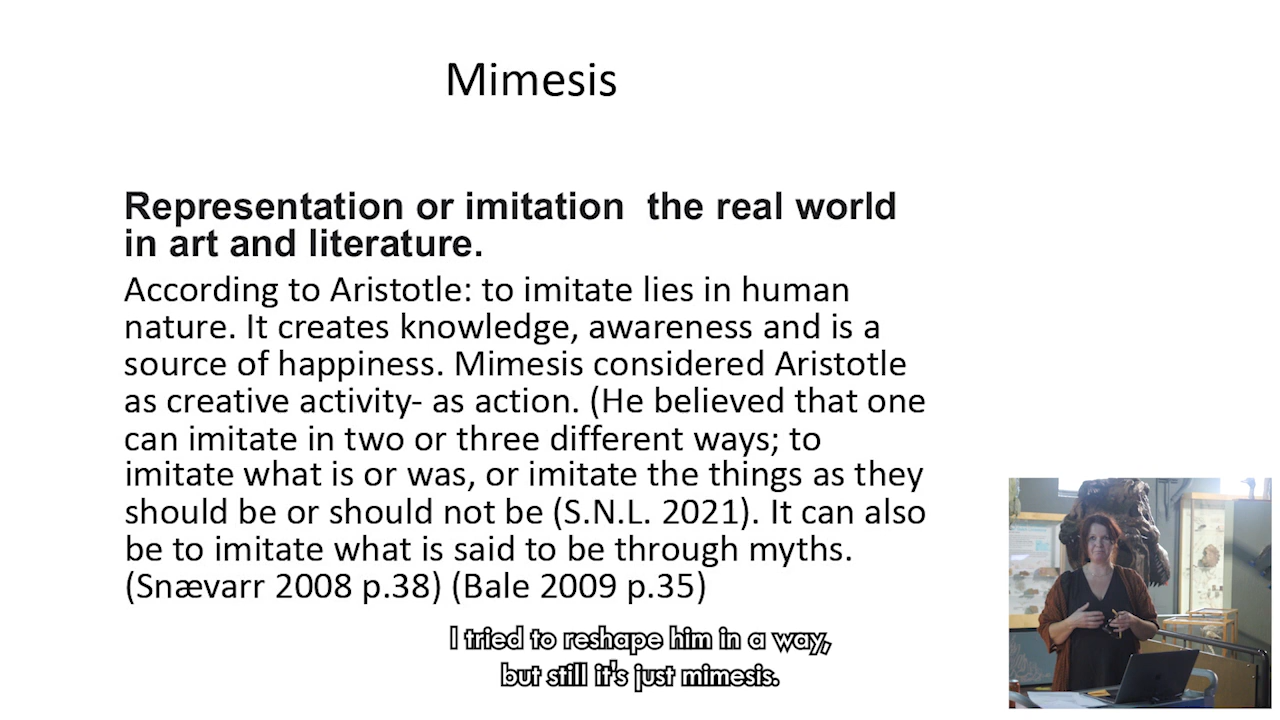 Mimesis
Representation or imitation  the real world
in art and literature.
According to Aristotle: to imitate lies in human
nature. It creates knowledge, awareness and is a
source of happiness. Mimesis considered Aristotle
as creative activity- as action. (He believed that one
can imitate in two or three different ways; to
imitate what is or was, or imitate the things as they
should be or should not be (S.N.L. 2021). It can also
be to imitate what is said to be through myths.
(Snævarr 2008 p.38) (Bale 2009 p.35)
I tried to reshape him in a way,
but still it's just mimesis.